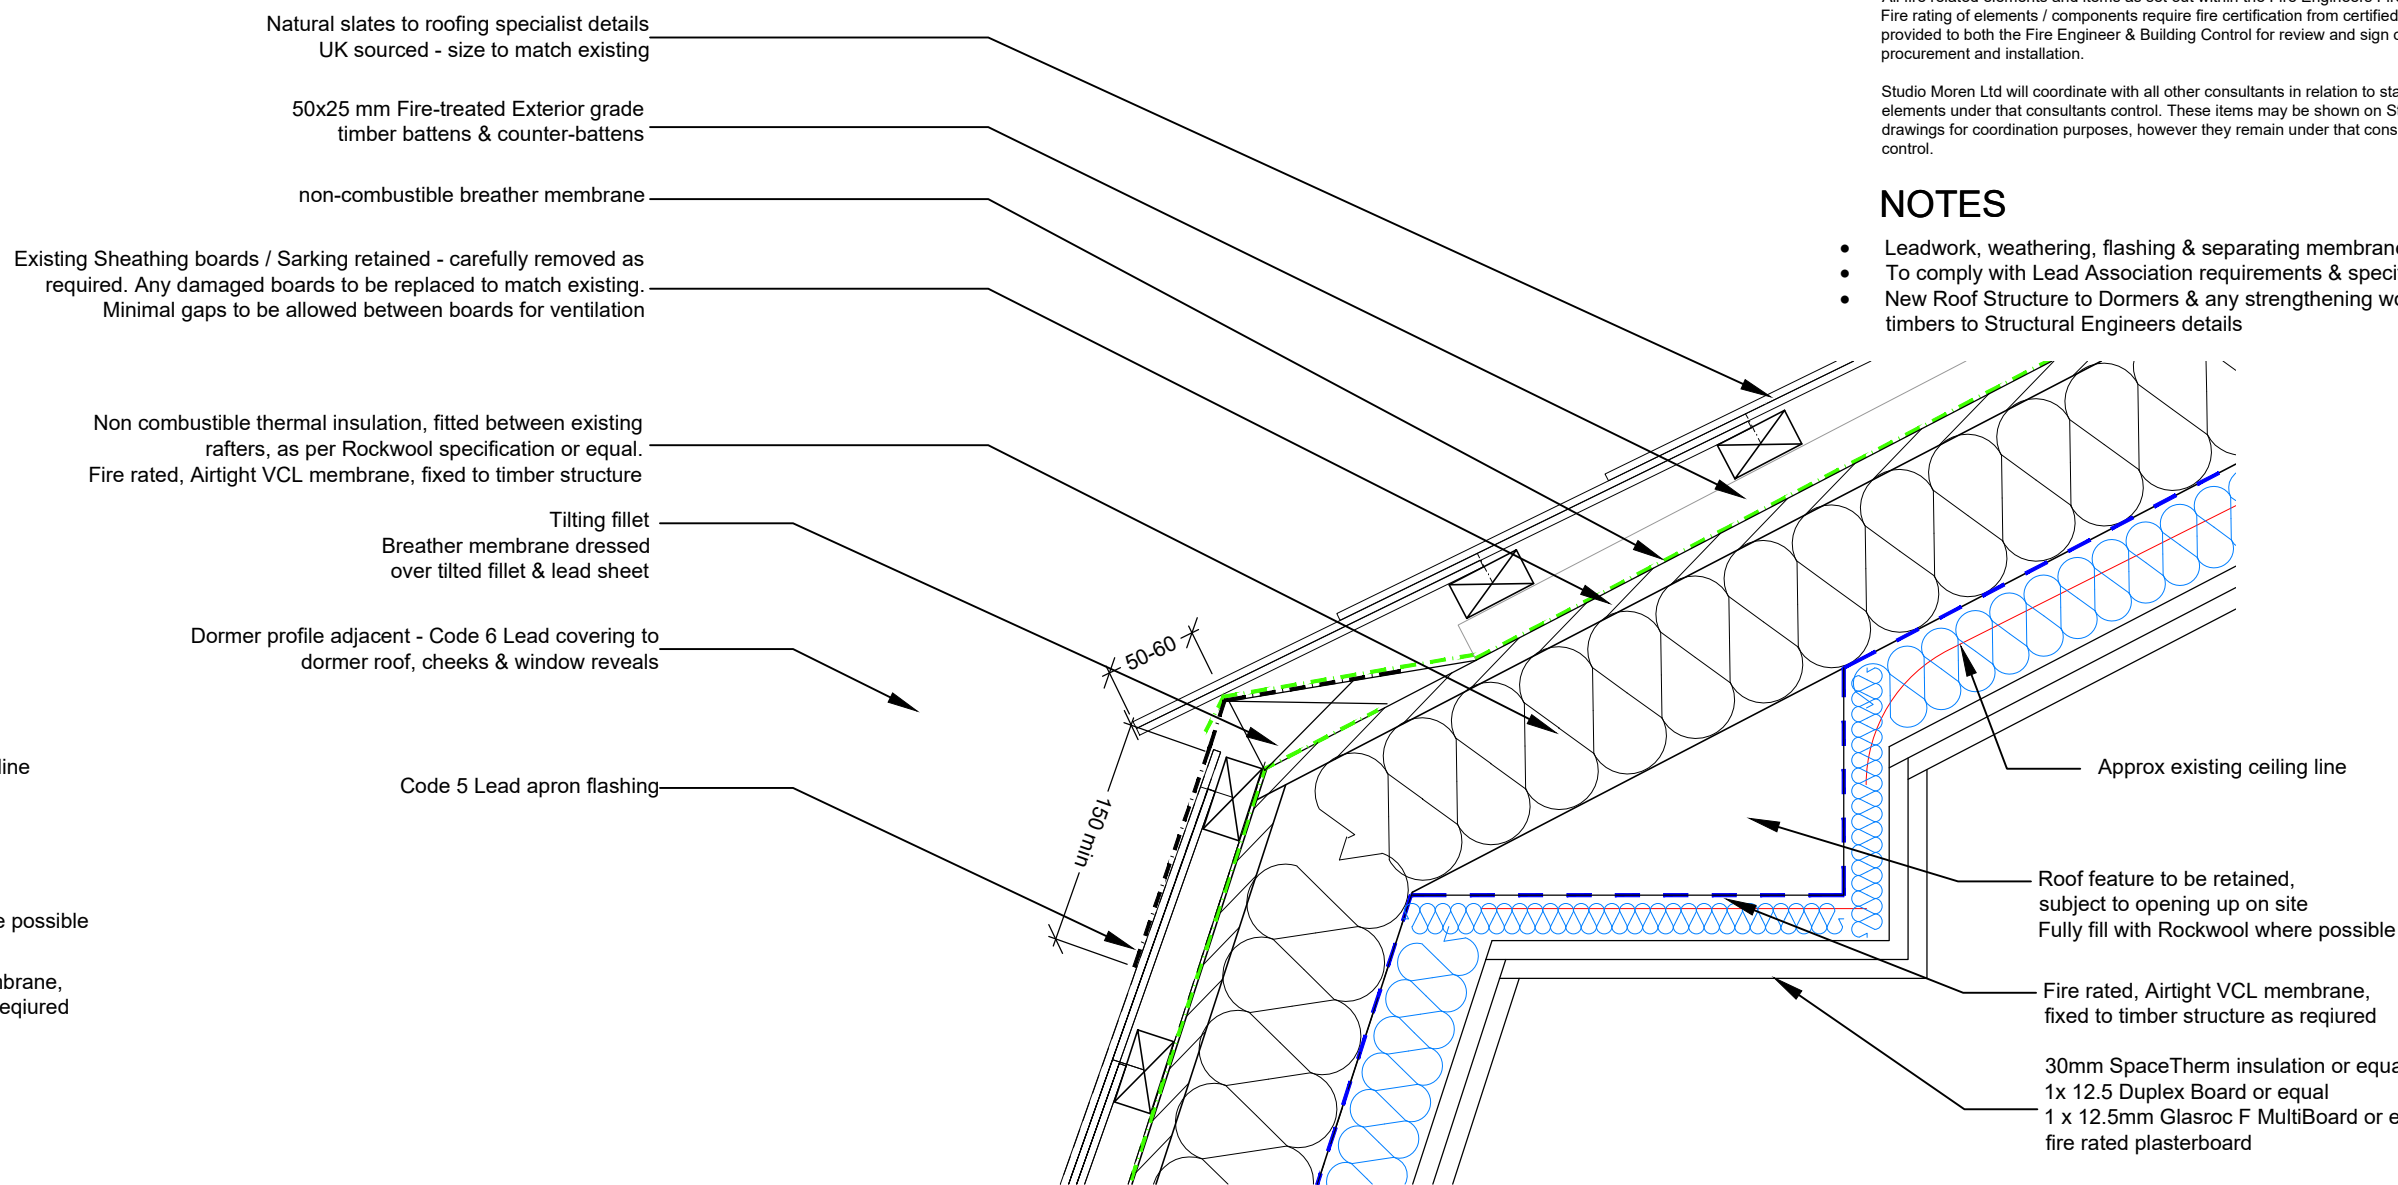 Natural slates to roofing specialist details
UK sourced - size to match existing
50x25 mm Fire-treated Exterior grade
timber battens & counter-battens
non-combustible breather membrane
Existing Sheathing boards / Sarking retained - carefully removed as
required. Any damaged boards to be replaced to match existing.
Minimal gaps to be allowed between boards for ventilation
Non combustible thermal insulation, fitted between existing
rafters, as per Rockwool specification or equal.
Fire rated, Airtight VCL membrane, fixed to timber structure
Tilting fillet
Breather membrane dressed
over tilted fillet & lead sheet
Dormer profile adjacent - Code 6 Lead covering to
dormer roof, cheeks & window reveals
Code 5 Lead apron flashing
line
possible
eqiured
50-60
150 min
Fire rating of elements / components require fire certification from certified
provided to both the Fire Engineer & Building Control for review and sign
procurement and installation.
Studio Moren Ltd will coordinate with all other consultants in relation to
elements under that consultants control. These items may be shown on
drawings for coordination purposes, however they remain under that
control.
NOTES
• Leadwork, weathering, flashing & separating
• To comply with Lead Association requirements &
• New Roof Structure to Dormers & any strengthening
timbers to Structural Engineers details
Approx existing ceiling line
Roof feature to be retained,
subject to opening up on site
Fully fill with Rockwool where possible
Fire rated, Airtight VCL membrane,
fixed to timber structure as reqiured
30mm SpaceTherm insulation or
1x 12.5 Duplex Board or equal
1 x 12.5mm Glasroc F MultiBoard or
fire rated plasterboard